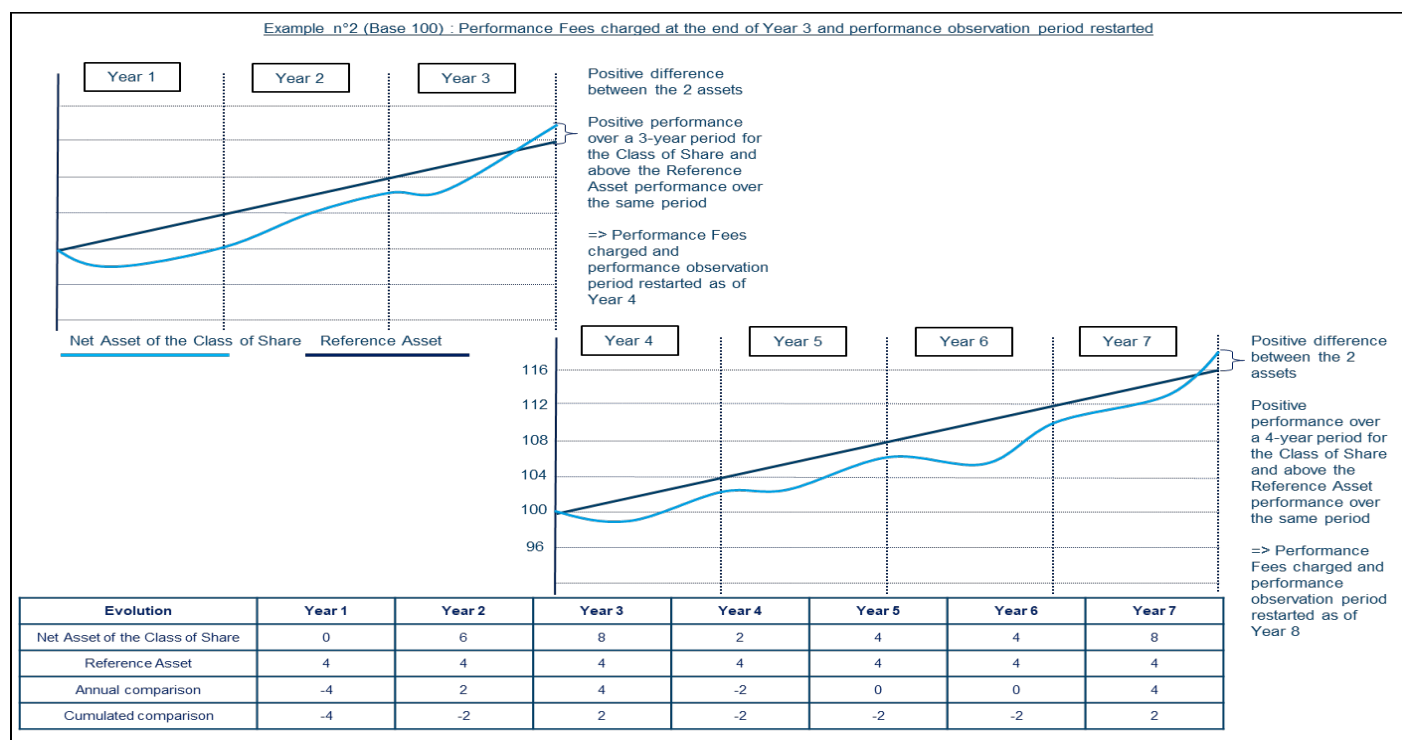 Example n°2 (Base 100) : Performance Fees charged at the end of Year 3 and performance observation period restarted
Year 1
Year 2
Year 3
Positive difference
between the 2 assets
Positive performance
over a 3-year period for
the Class of Share and
above the Reference
Asset performance over
the same period
=> Performance Fees
charged and
performance observation
period restarted as of
Year 4
Net Asset of the Class of Share
Reference Asset
Year 4
Year 5
Year 6
Year 7
116
112
108
104
100
96
Positive difference
between the 2
assets
Positive
performance over
a 4-year period for
the Class of Share
and above the
Reference Asset
performance over
the same period
=> Performance
Fees charged and
performance
observation period
restarted as of
Year 8
Evolution Year 1 Year 2 Year 3 Year 4 Year 5 Year 6 Year 7
Net Asset of the Class of Share 0 6 8 2 4 4 8
Reference Asset 4 4 4 4 4 4 4
Annual comparison -4 2 4 -2 0 0 4
Cumulated comparison -4 -2 2 -2 -2 -2 2